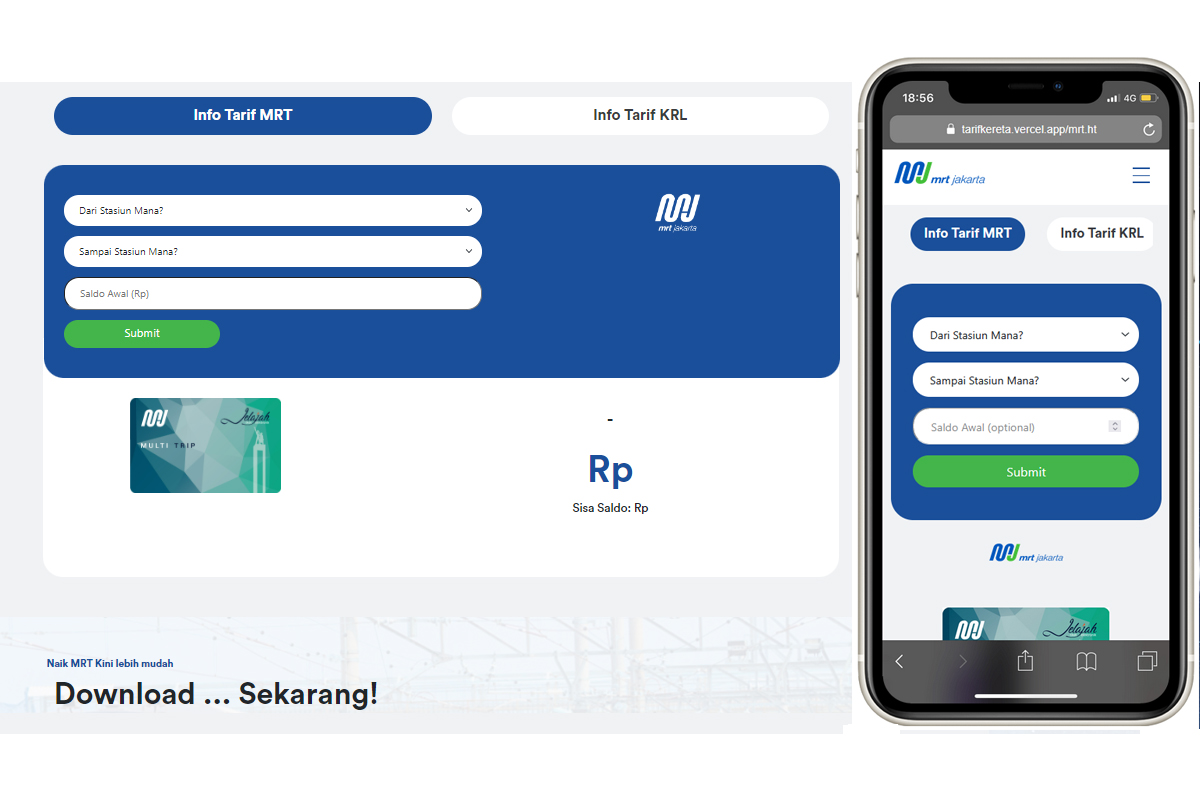 Info Tarif MRT
Info Tarif KRL
Dari Stasiun Mana?
Sampai Stasiun Mana?
Saldo Awal (Rp)
Submit
mrt jakarta
MULTI TRIP
Jelajah
-
Rp
Sisa Saldo: Rp
Naik MRT Kini lebih mudah
Download ... Sekarang!
18:56
4G
tarifkereta.vercel.app/mrt.ht
mrt jakarta
Info Tarif MRT
Info Tarif KRL
Dari Stasiun Mana?
Sampai Stasiun Mana?
Saldo Awal (optional)
Submit
mrt jakarta
Jelajah